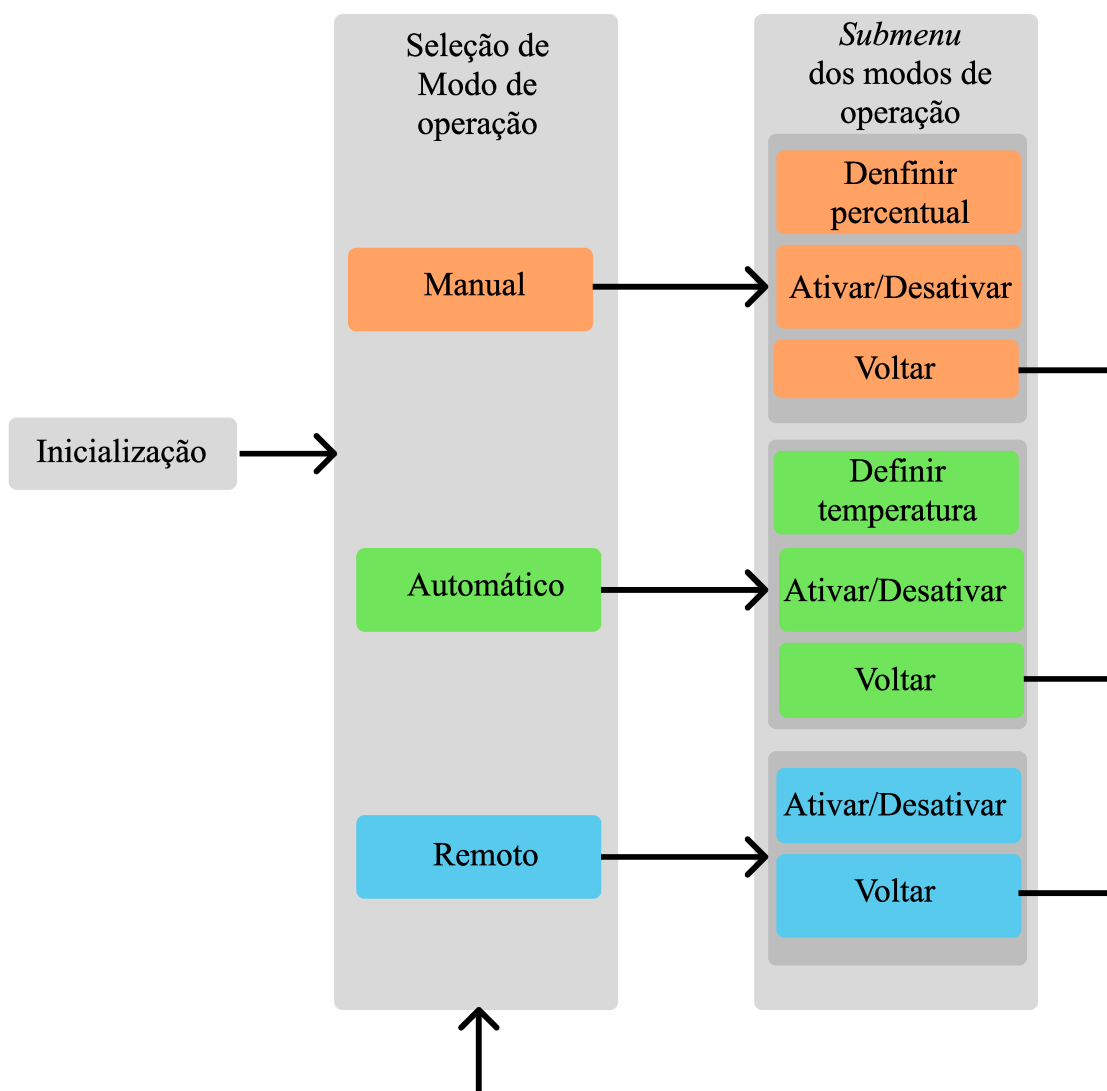 Inicialização
Seleção de
Modo de
operação
Manual
Automático
Remoto
Submenu
dos modos de
operação
Denfinir
percentual
Ativar/Desativar
Voltar
Definir
temperatura
Ativar/Desativar
Voltar
Ativar/Desativar
Voltar